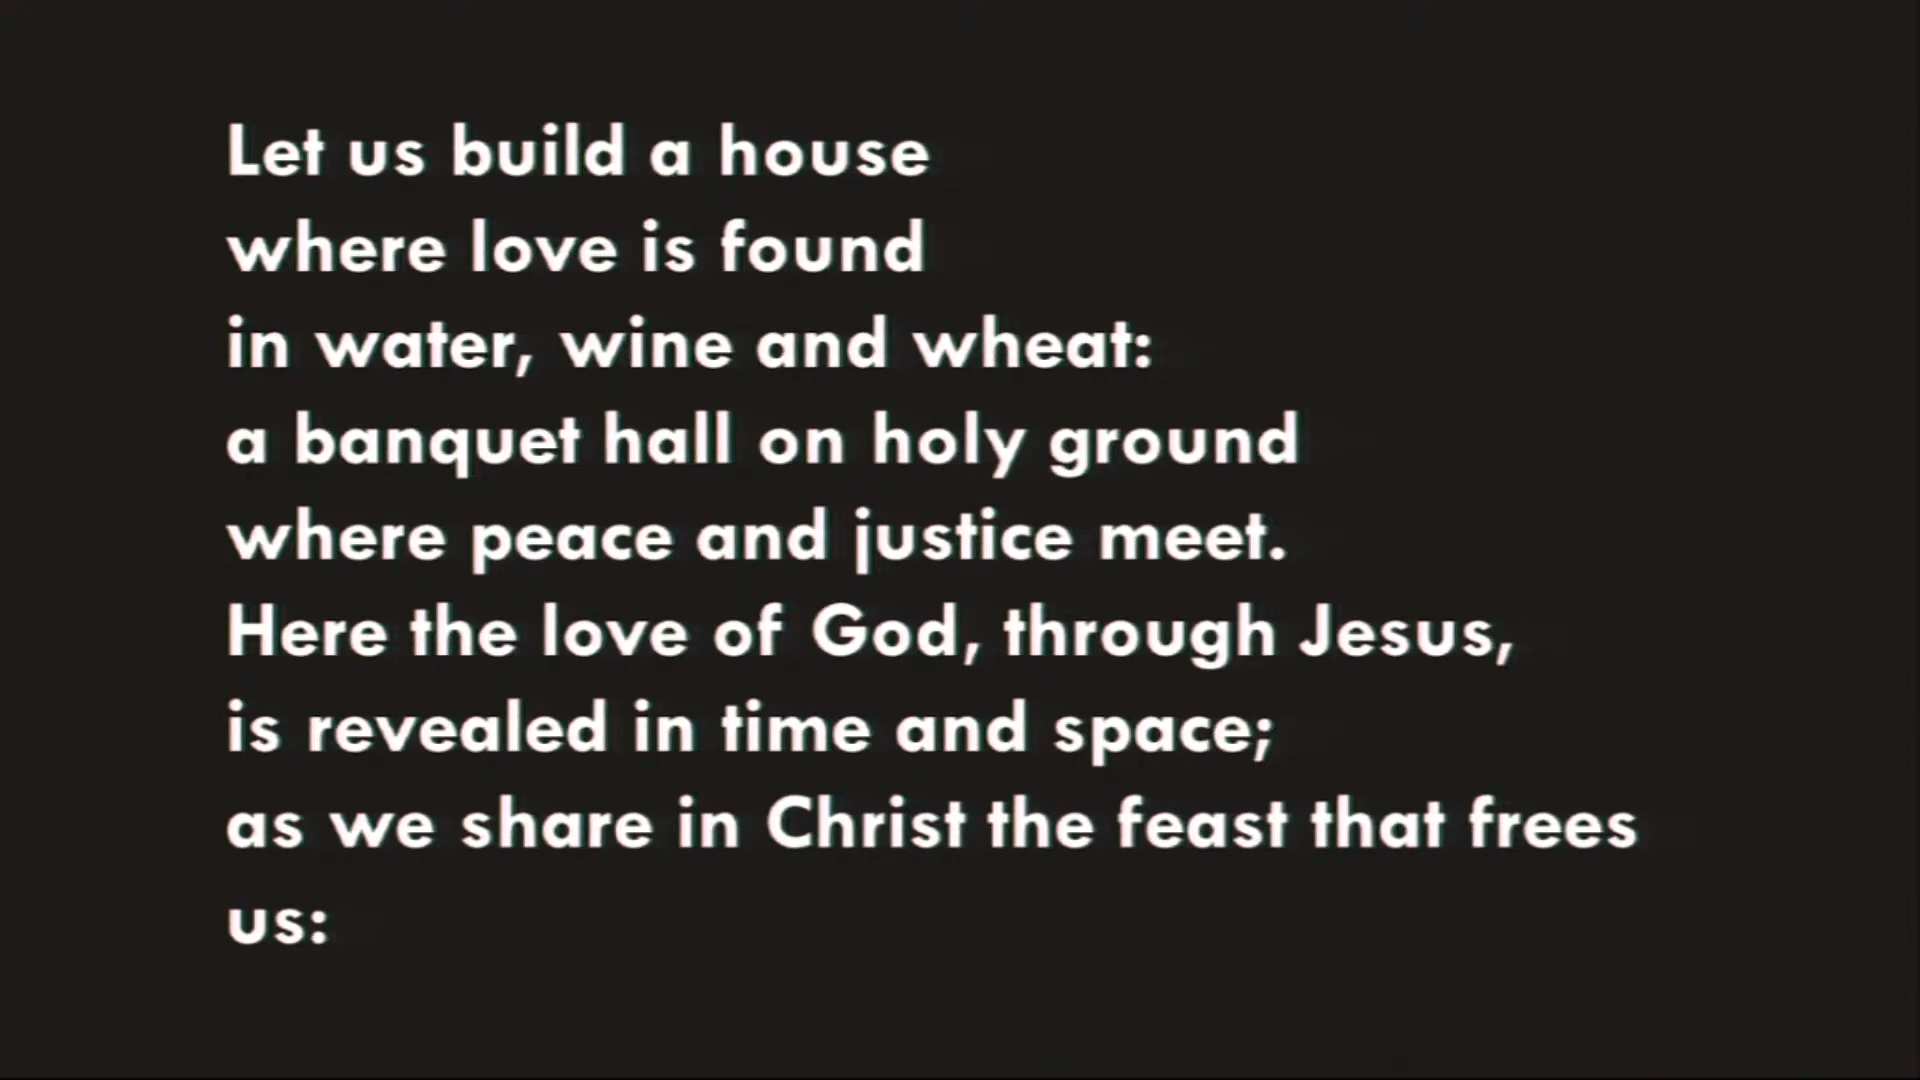 Let us build a house
where love is found
in water, wine and wheat:
a banquet hall on holy ground
where peace and justice meet.
Here the love of God, through Jesus,
is revealed in time and space;
as we share in Christ the feast that frees
us: